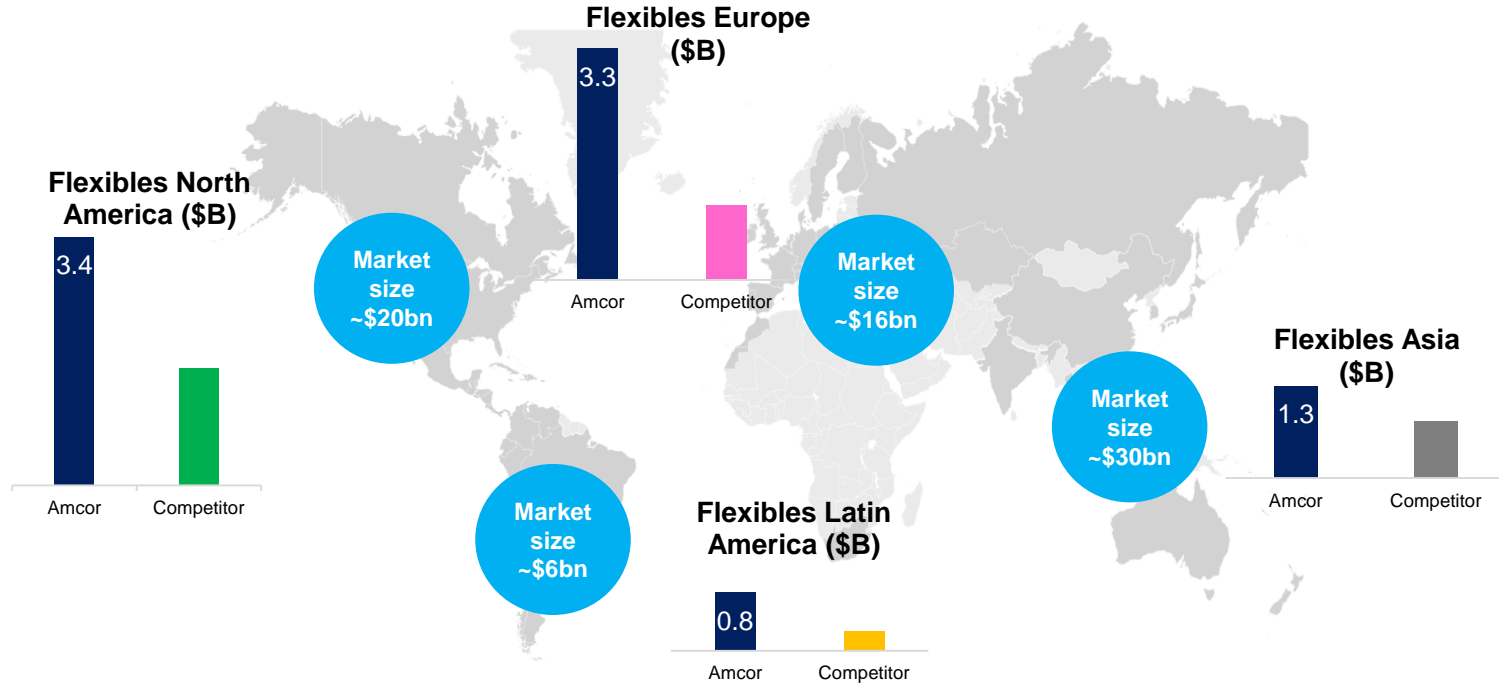 Flexibles Europe
($B)
3.3
Amcor
Competitor
Flexibles North
America ($B)
3.4
Amcor
Competitor
Market
size
~$20bn
Market
size
~$16bn
Flexibles Asia
($B)
1.3
Amcor
Competitor
Market
size
~$30bn
Market
size
~$6bn
Flexibles Latin
America ($B)
0.8
Amcor
Competitor